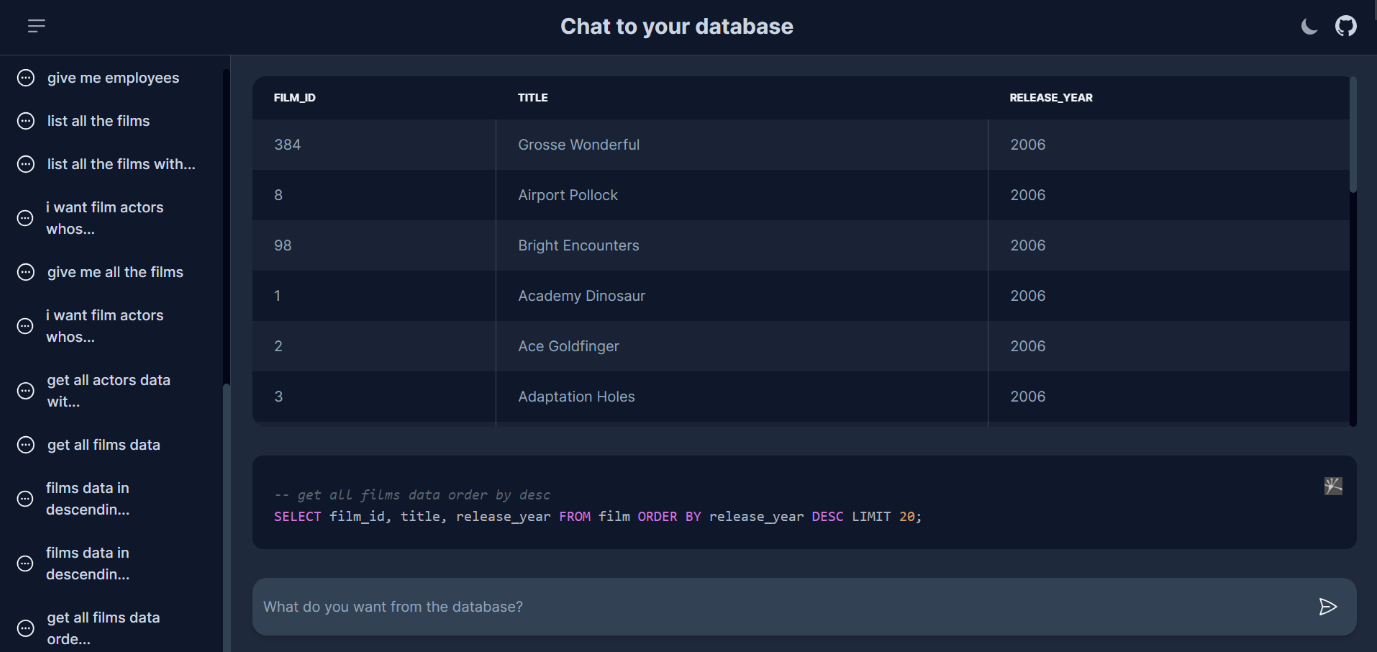 Chat to your database
give me employees
list all the films
list all the films with...
i want film actors
whos...
give me all the films
i want film actors
whos...
get all actors data
wit...
get all films data
films data in
descendin...
films data in
descendin...
get all films data
orde...
FILM_ID TITLE RELEASE_YEAR
384 Grosse Wonderful 2006
8 Airport Pollock 2006
98 Bright Encounters 2006
1 Academy Dinosaur 2006
2 Ace Goldfinger 2006
3 Adaptation Holes 2006
-- get all films data order by desc
SELECT film_id, title, release_year FROM film ORDER BY release_year DESC LIMIT 20;
What do you want from the database?